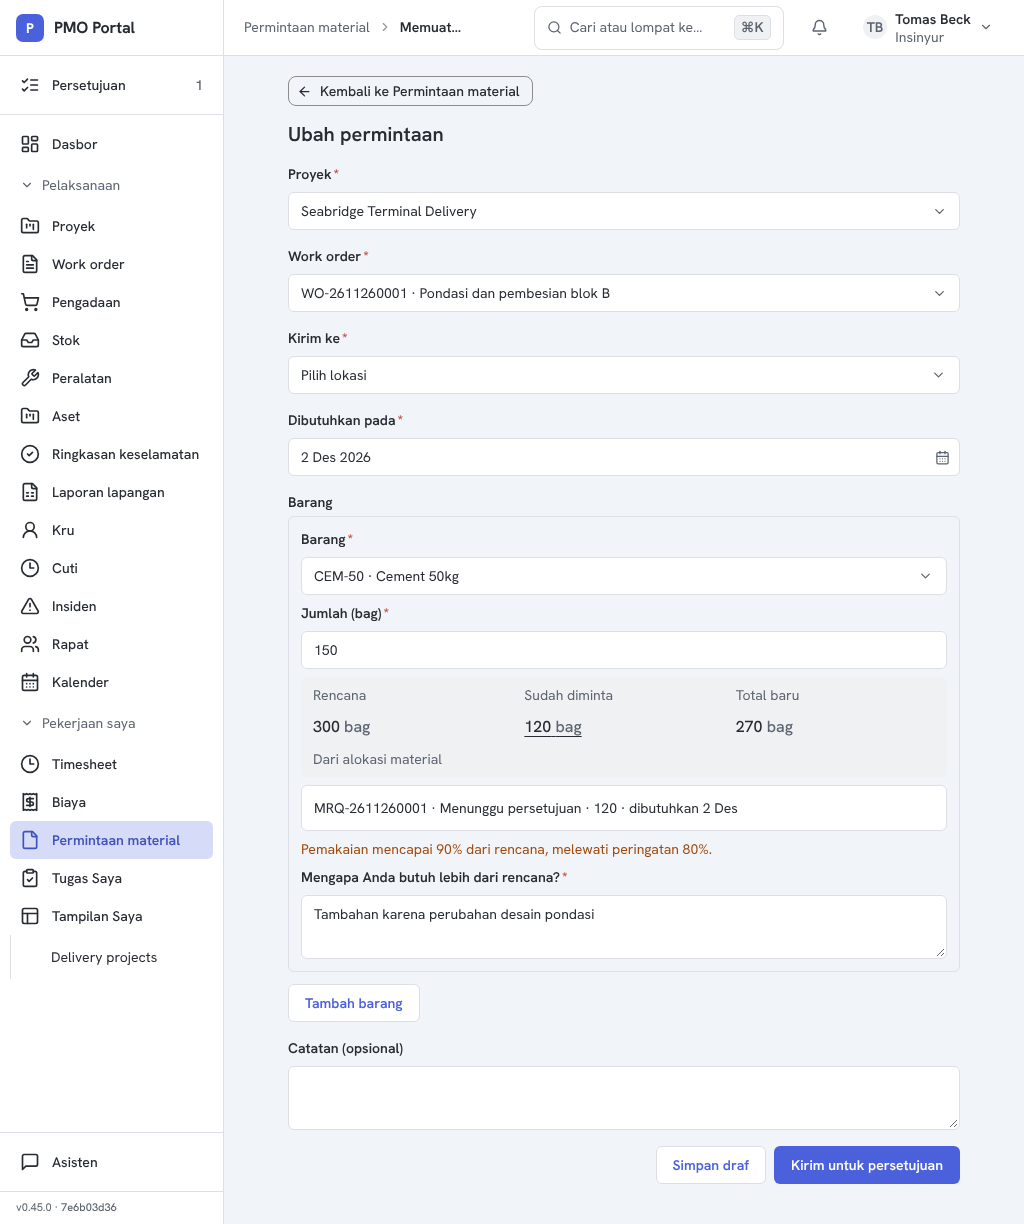 P PMO Portal
Permintaan material > Memuat...
Cari atau lompat ke... ⌘K
TB Tomas Beck
Insinyur
Persetujuan 1
Dasbor
Pelaksanaan
Proyek
Work order
Pengadaan
Stok
Peralatan
Aset
Ringkasan keselamatan
Laporan lapangan
Kru
Cuti
Insiden
Rapat
Kalender
Pekerjaan saya
Timesheet
Biaya
Permintaan material
Tugas Saya
Tampilan Saya
Delivery projects
Asisten
v0.45.0 · 7e6b03d36
Kembali ke Permintaan material
Ubah permintaan
Proyek*
Seabridge Terminal Delivery
Work order*
WO-2611260001 · Pondasi dan pembesian blok B
Kirim ke*
Pilih lokasi
Dibutuhkan pada*
2 Des 2026
Barang
Barang*
CEM-50 · Cement 50kg
Jumlah (bag)*
150
Rencana Sudah diminta Total baru
300 bag 120 bag 270 bag
Dari alokasi material
MRQ-2611260001 · Menunggu persetujuan · 120 · dibutuhkan 2 Des
Pemakaian mencapai 90% dari rencana, melewati peringatan 80%.
Mengapa Anda butuh lebih dari rencana?*
Tambahan karena perubahan desain pondasi
Tambah barang
Catatan (opsional)
Simpan draf Kirim untuk persetujuan